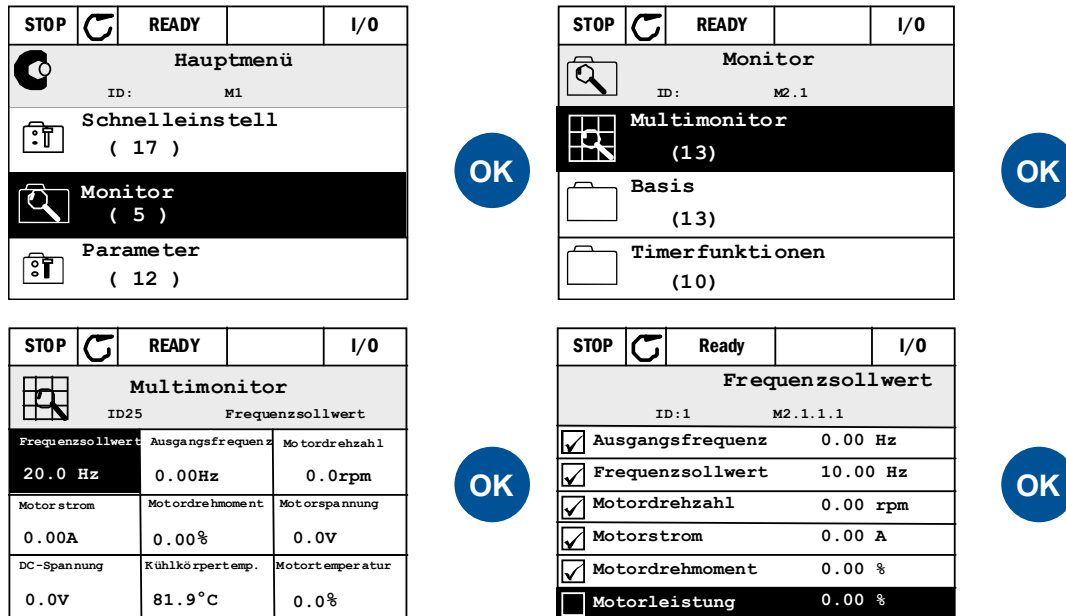 STOP READY I/O
Hauptmenü
ID: M1
Schnelleinstell
( 17 )
Monitor
( 5 )
Parameter
( 12 )
OK
STOP READY I/O
Monitor
ID: M2.1
Multimonitor
(13)
Basis
(13)
Timerfunktionen
(10)
OK
STOP READY I/O
Multimonitor
ID25 Frequenzsollwert
Frequenzsollwert Ausgangsfrequenz Motordrehzahl
20.0 Hz 0.00Hz 0.0rpm
Motorstrom Motordrehmoment Motorspannung
0.00A 0.00% 0.0V
DC-Spannung Kühlkörpertemp. Motortemperatur
0.0V 81.9°C 0.0%
OK
STOP Ready I/O
Frequenzsollwert
ID:1 M2.1.1.1
Ausgangsfrequenz 0.00 Hz
Frequenzsollwert 10.00 Hz
Motordrehzahl 0.00 rpm
Motorstrom 0.00 A
Motordrehmoment 0.00 %
Motorleistung 0.00 %
OK